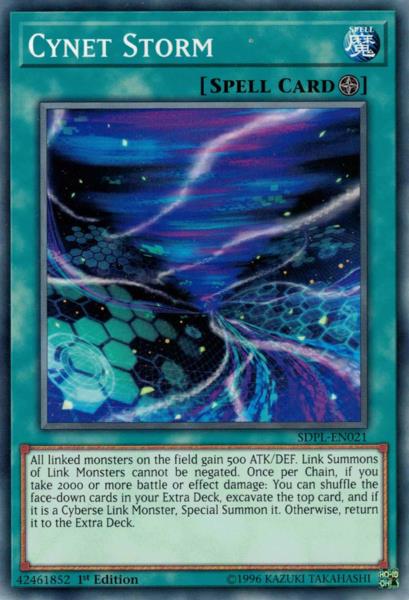 CYNET STORM
SPELL
魔
[SPELL CARD]
SDPL-EN021
All linked monsters on the field gain 500 ATK/DEF. Link Summons
of Link Monsters cannot be negated. Once per Chain, if you
take 2000 or more battle or effect damage: You can shuffle the
face-down cards in your Extra Deck, excavate the top card, and if
it is a Cyberse Link Monster, Special Summon it. Otherwise, return
it to the Extra Deck.
42461852 1st Edition ©1996 KAZUKI TAKAHASHI